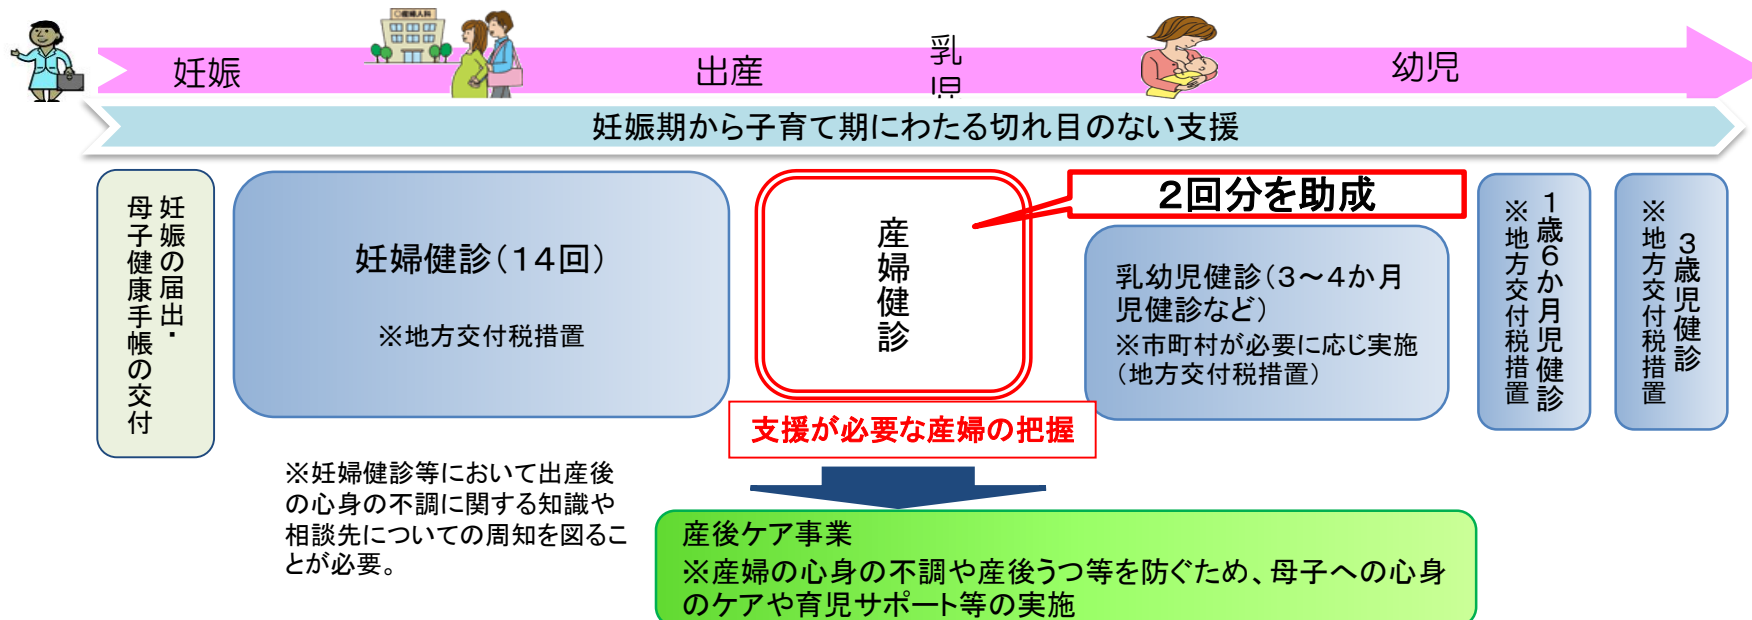 ○産婦人科
妊娠
出産
乳
児
幼児
妊娠期から子育て期にわたる切れ目のない支援
妊娠の届出・
母子健康手帳の交付
妊婦健診(14回)
※地方交付税措置
産婦健診
2回分を助成
乳幼児健診(3～4か月
児健診など)
※市町村が必要に応じ実施
(地方交付税措置)
1歳6か月児健診
※地方交付税措置
3歳児健診
※地方交付税措置
支援が必要な産婦の把握
※妊婦健診等において出産後
の心身の不調に関する知識や
相談先についての周知を図るこ
とが必要。
産後ケア事業
※産婦の心身の不調や産後うつ等を防ぐため、母子への心身
のケアや育児サポート等の実施